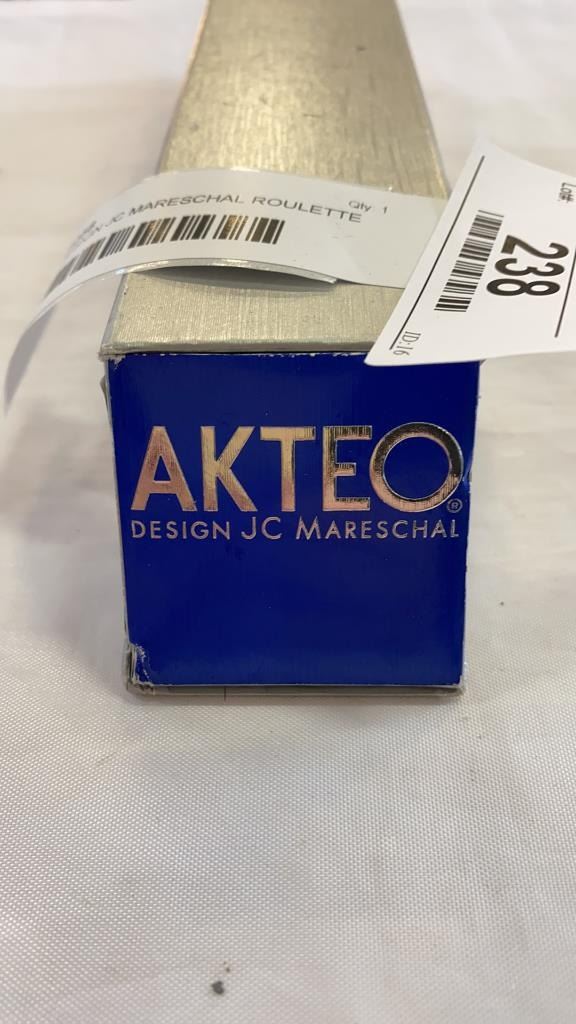 JC MARESCHAL ROULETTE
Qty: 1
Lot#:
238
ID:16
AKTEO®
DESIGN JC MARESCHAL